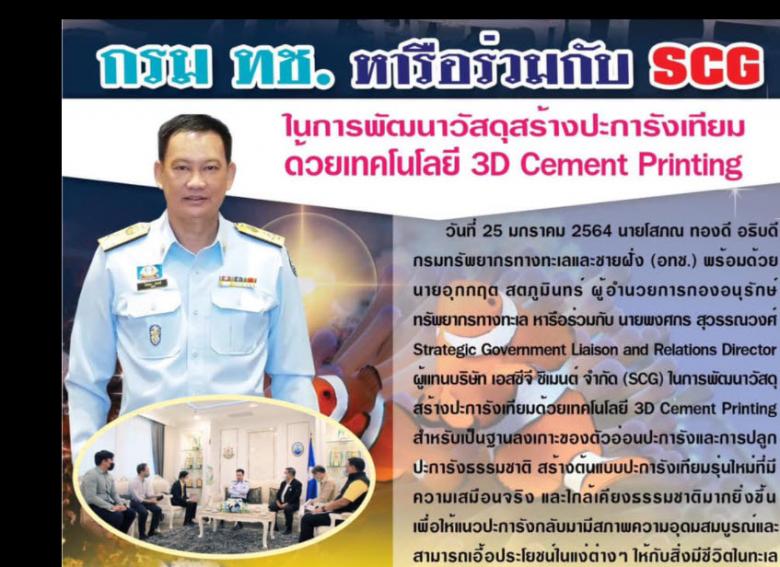 กรม ทช. หารือร่วมกับ SCG
ในการพัฒนาวัสดุสร้างปะการังเทียม
ด้วยเทคโนโลยี 3D Cement Printing
วันที่ 25 มกราคม 2564 นายโสภณ ทองดี อธิบดี
กรมทรัพยากรทางทะเลและชายฝั่ง (อทช.) พร้อมด้วย
นายอุกกฤต สตภูมินทร์ ผู้อำนวยการกองอนุรักษ์
ทรัพยากรทางทะเล หารือร่วมกับ นายพงศกร สุวรรณวงศ์
Strategic Government Liaison and Relations Director
ผู้แทนบริษัท เอสซีจี ซิเมนต์ จำกัด (SCG) ในการพัฒนาวัสดุ
สร้างปะการังเทียมด้วยเทคโนโลยี 3D Cement Printing
สำหรับเป็นฐานลงเกาะของตัวอ่อนปะการังและการปลูก
ปะการังธรรมชาติ สร้างต้นแบบปะการังเทียมรุ่นใหม่ที่มี
ความเสมือนจริง และใกล้เคียงธรรมชาติมากยิ่งขึ้น
เพื่อให้แนวปะการังกลับมามีสภาพความอุดมสมบูรณ์และ
สามารถเอื้อประโยชน์ในแง่ต่างๆ ให้กับสิ่งมีชีวิตในทะเล